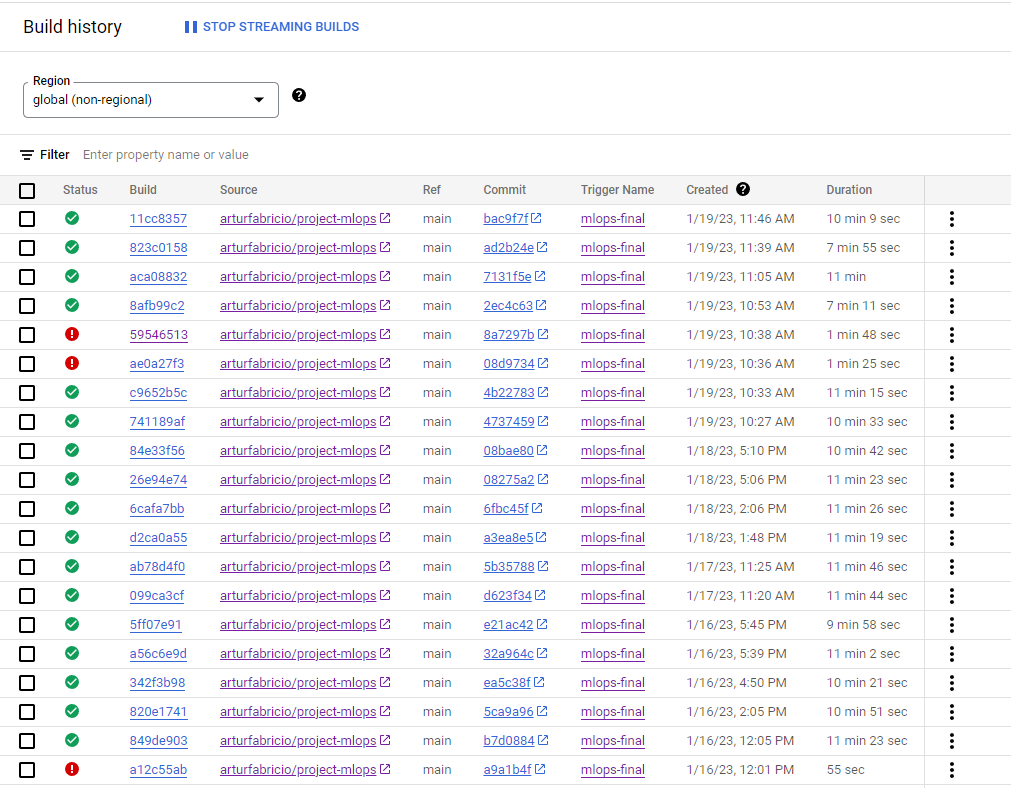 Build history STOP STREAMING BUILDS
Region
global (non-regional)
Filter Enter property name or value
Status Build Source Ref Commit Trigger Name Created Duration
11cc8357 arturfabricio/project-mlops main bac9f7f mlops-final 1/19/23, 11:46 AM 10 min 9 sec
823c0158 arturfabricio/project-mlops main ad2b24e mlops-final 1/19/23, 11:39 AM 7 min 55 sec
aca08832 arturfabricio/project-mlops main 7131f5e mlops-final 1/19/23, 11:05 AM 11 min
8afb99c2 arturfabricio/project-mlops main 2ec4c63 mlops-final 1/19/23, 10:53 AM 7 min 11 sec
59546513 arturfabricio/project-mlops main 8a7297b mlops-final 1/19/23, 10:38 AM 1 min 48 sec
ae0a27f3 arturfabricio/project-mlops main 08d9734 mlops-final 1/19/23, 10:36 AM 1 min 25 sec
c9652b5c arturfabricio/project-mlops main 4b22783 mlops-final 1/19/23, 10:33 AM 11 min 15 sec
741189af arturfabricio/project-mlops main 4737459 mlops-final 1/19/23, 10:27 AM 10 min 33 sec
84e33f56 arturfabricio/project-mlops main 08bae80 mlops-final 1/18/23, 5:10 PM 10 min 42 sec
26e94e74 arturfabricio/project-mlops main 08275a2 mlops-final 1/18/23, 5:06 PM 11 min 23 sec
6cafa7bb arturfabricio/project-mlops main 6fbc45f mlops-final 1/18/23, 2:06 PM 11 min 26 sec
d2ca0a55 arturfabricio/project-mlops main a3ea8e5 mlops-final 1/18/23, 1:48 PM 11 min 19 sec
ab78d4f0 arturfabricio/project-mlops main 5b35788 mlops-final 1/17/23, 11:25 AM 11 min 46 sec
099ca3cf arturfabricio/project-mlops main d623f34 mlops-final 1/17/23, 11:20 AM 11 min 44 sec
5ff07e91 arturfabricio/project-mlops main e21ac42 mlops-final 1/16/23, 5:45 PM 9 min 58 sec
a56c6e9d arturfabricio/project-mlops main 32a964c mlops-final 1/16/23, 5:39 PM 11 min 2 sec
342f3b98 arturfabricio/project-mlops main ea5c38f mlops-final 1/16/23, 4:50 PM 10 min 21 sec
820e1741 arturfabricio/project-mlops main 5ca9a96 mlops-final 1/16/23, 2:05 PM 10 min 51 sec
849de903 arturfabricio/project-mlops main b7d0884 mlops-final 1/16/23, 12:05 PM 11 min 23 sec
a12c55ab arturfabricio/project-mlops main a9a1b4f mlops-final 1/16/23, 12:01 PM 55 sec